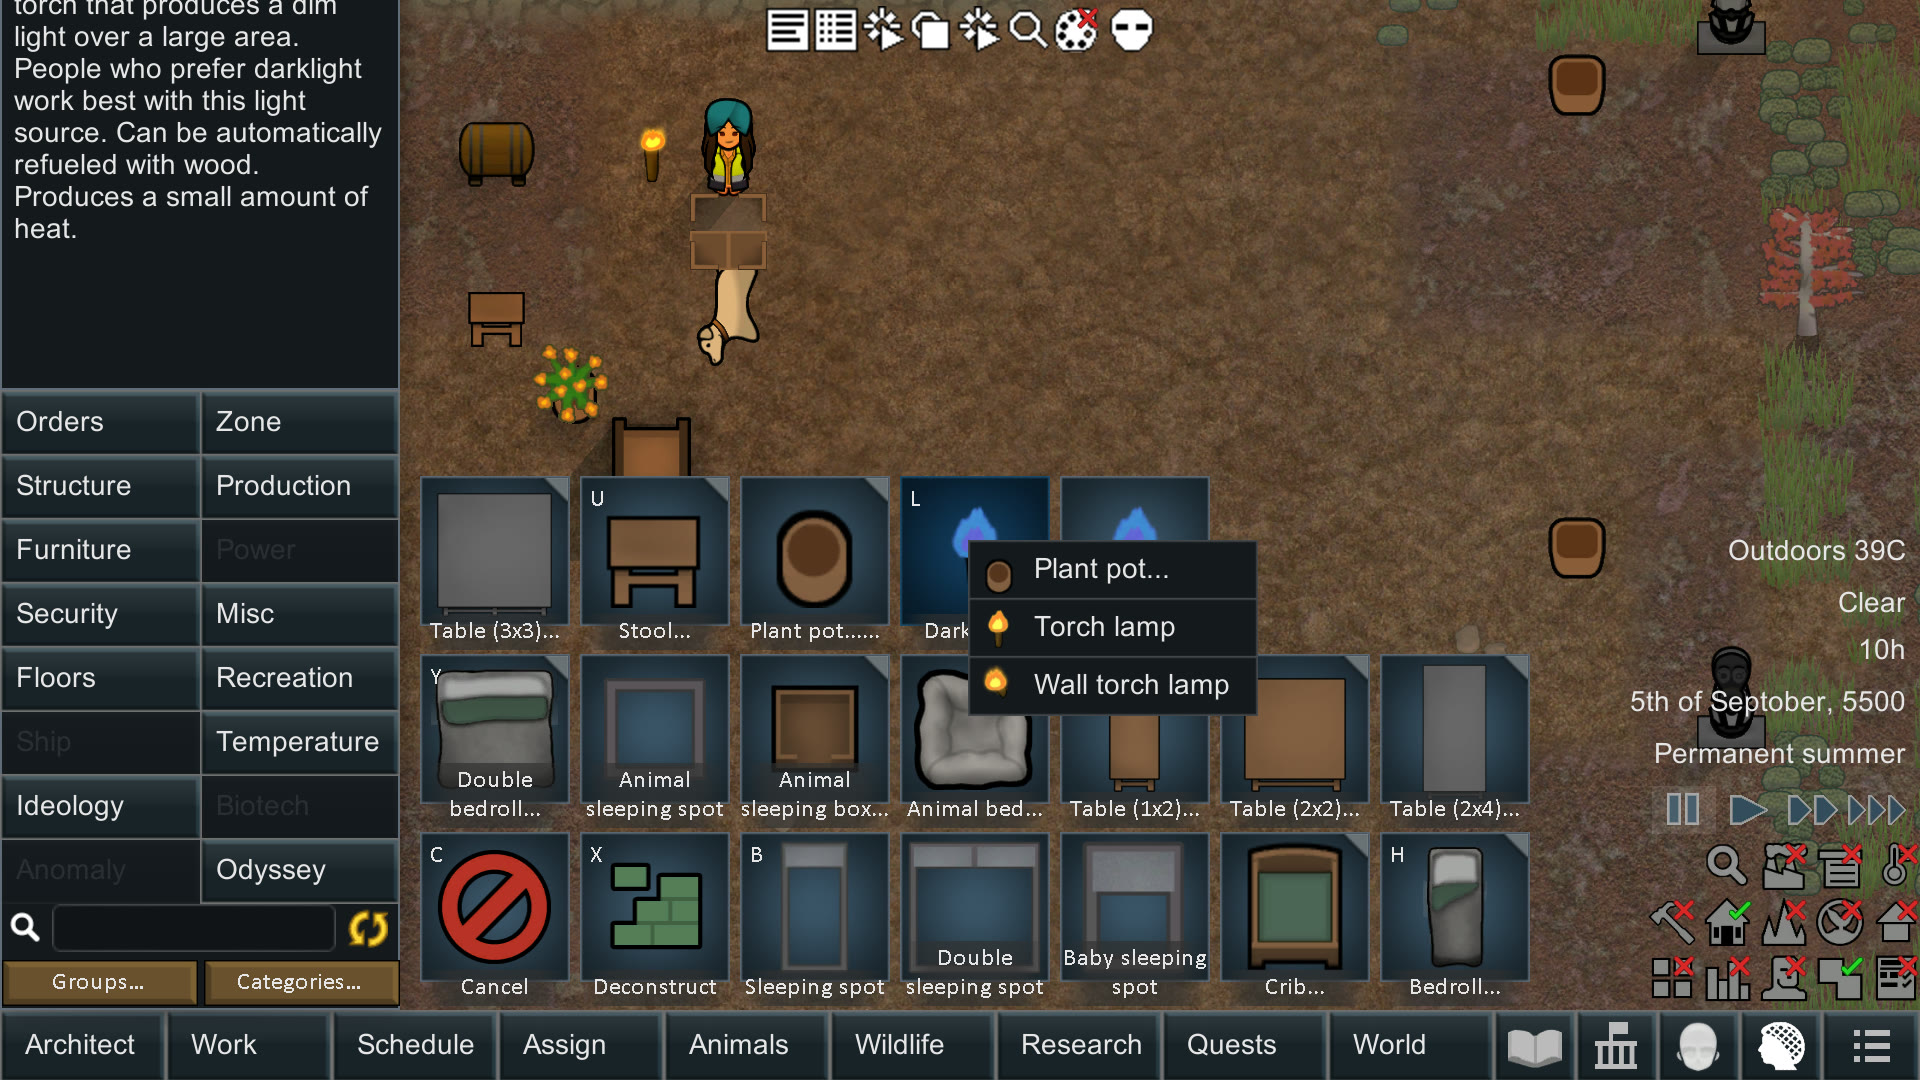 torch that produces a dim
light over a large area.
People who prefer darklight
work best with this light
source. Can be automatically
refueled with wood.
Produces a small amount of
heat.
Orders
Zone
Structure
Production
Furniture
Power
Security
Misc
Floors
Recreation
Ship
Temperature
Ideology
Biotech
Anomaly
Odyssey
Groups...
Categories...
Table (3x3)...
U
Stool...
Plant pot......
L
Dark
Plant pot...
Torch lamp
Wall torch lamp
Y
Double
bedroll...
Animal
sleeping spot
Animal
sleeping box...
Animal bed...
Table (1x2)...
Table (2x2)...
Table (2x4)...
C
Cancel
X
Deconstruct
B
Sleeping spot
Double
sleeping spot
Baby sleeping
spot
Crib...
H
Bedroll...
Outdoors 39C
Clear
10h
5th of Septober, 5500
Permanent summer
Architect
Work
Schedule
Assign
Animals
Wildlife
Research
Quests
World